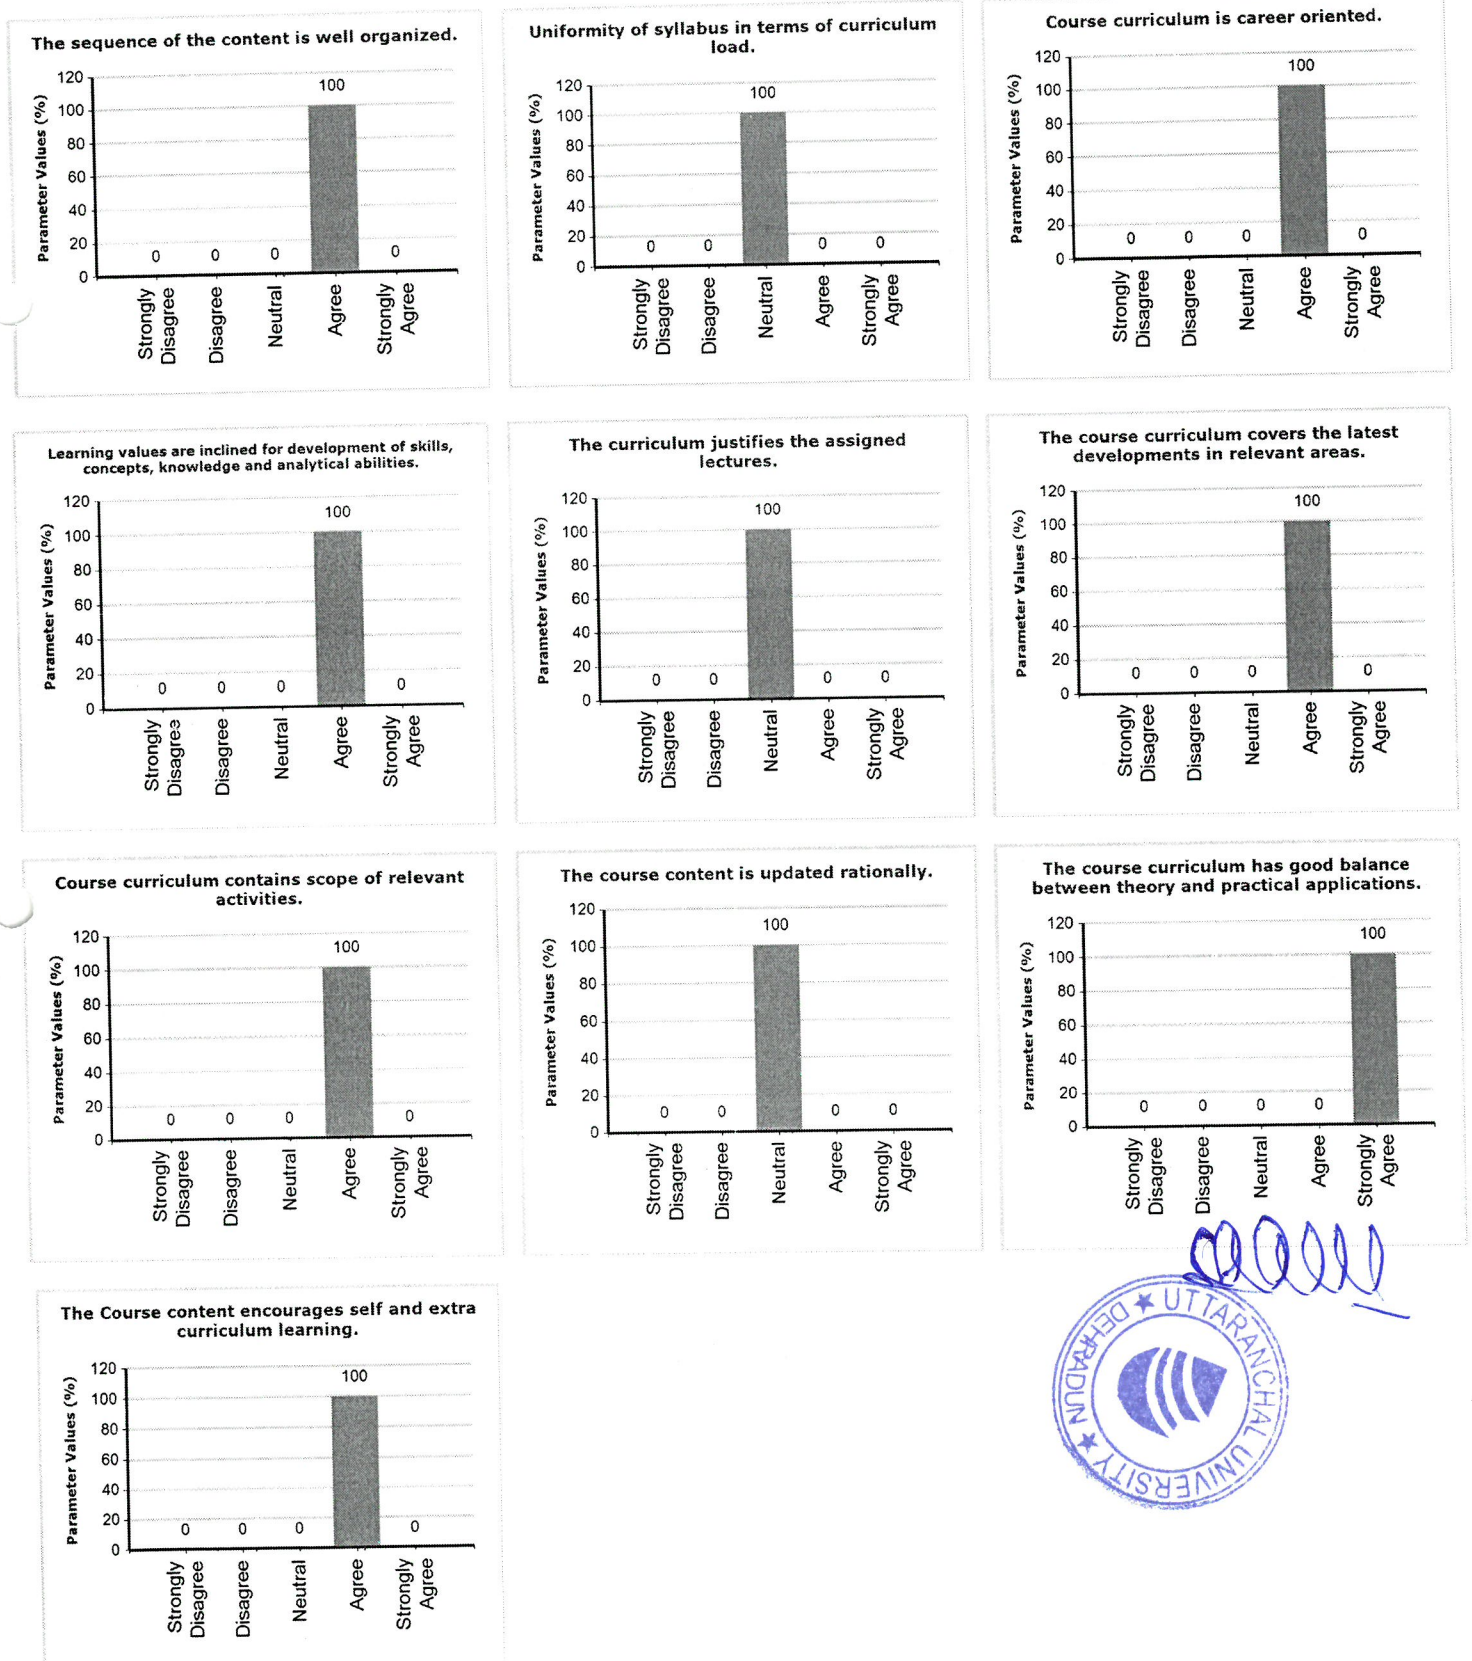 The sequence of the content is well organized.
Parameter Values (%)
120
100
80
60
40
20
0
0
0
0
100
0
Strongly
Disagree
Disagree
Neutral
Agree
Strongly
Agree
Uniformity of syllabus in terms of curriculum
load.
Parameter Values (%)
120
100
80
60
40
20
0
0
0
100
0
0
Strongly
Disagree
Disagree
Neutral
Agree
Strongly
Agree
Course curriculum is career oriented.
Parameter Values (%)
120
100
80
60
40
20
0
0
0
0
100
0
Strongly
Disagree
Disagree
Neutral
Agree
Strongly
Agree
Learning values are inclined for development of skills,
concepts, knowledge and analytical abilities.
Parameter Values (%)
120
100
80
60
40
20
0
0
0
0
100
0
Strongly
Disagree
Disagree
Neutral
Agree
Strongly
Agree
The curriculum justifies the assigned
lectures.
Parameter Values (%)
120
100
80
60
40
20
0
0
0
100
0
0
Strongly
Disagree
Disagree
Neutral
Agree
Strongly
Agree
The course curriculum covers the latest
developments in relevant areas.
Parameter Values (%)
120
100
80
60
40
20
0
0
0
0
100
0
Strongly
Disagree
Disagree
Neutral
Agree
Strongly
Agree
Course curriculum contains scope of relevant
activities.
Parameter Values (%)
120
100
80
60
40
20
0
0
0
0
100
0
Strongly
Disagree
Disagree
Neutral
Agree
Strongly
Agree
The course content is updated rationally.
Parameter Values (%)
120
100
80
60
40
20
0
0
0
100
0
0
Strongly
Disagree
Disagree
Neutral
Agree
Strongly
Agree
The course curriculum has good balance
between theory and practical applications.
Parameter Values (%)
120
100
80
60
40
20
0
0
0
0
0
100
Strongly
Disagree
Disagree
Neutral
Agree
Strongly
Agree
The Course content encourages self and extra
curriculum learning.
Parameter Values (%)
120
100
80
60
40
20
0
0
0
0
100
0
Strongly
Disagree
Disagree
Neutral
Agree
Strongly
Agree
★ UTTARANCHAL UNIVERSITY ★ DEHRADUN